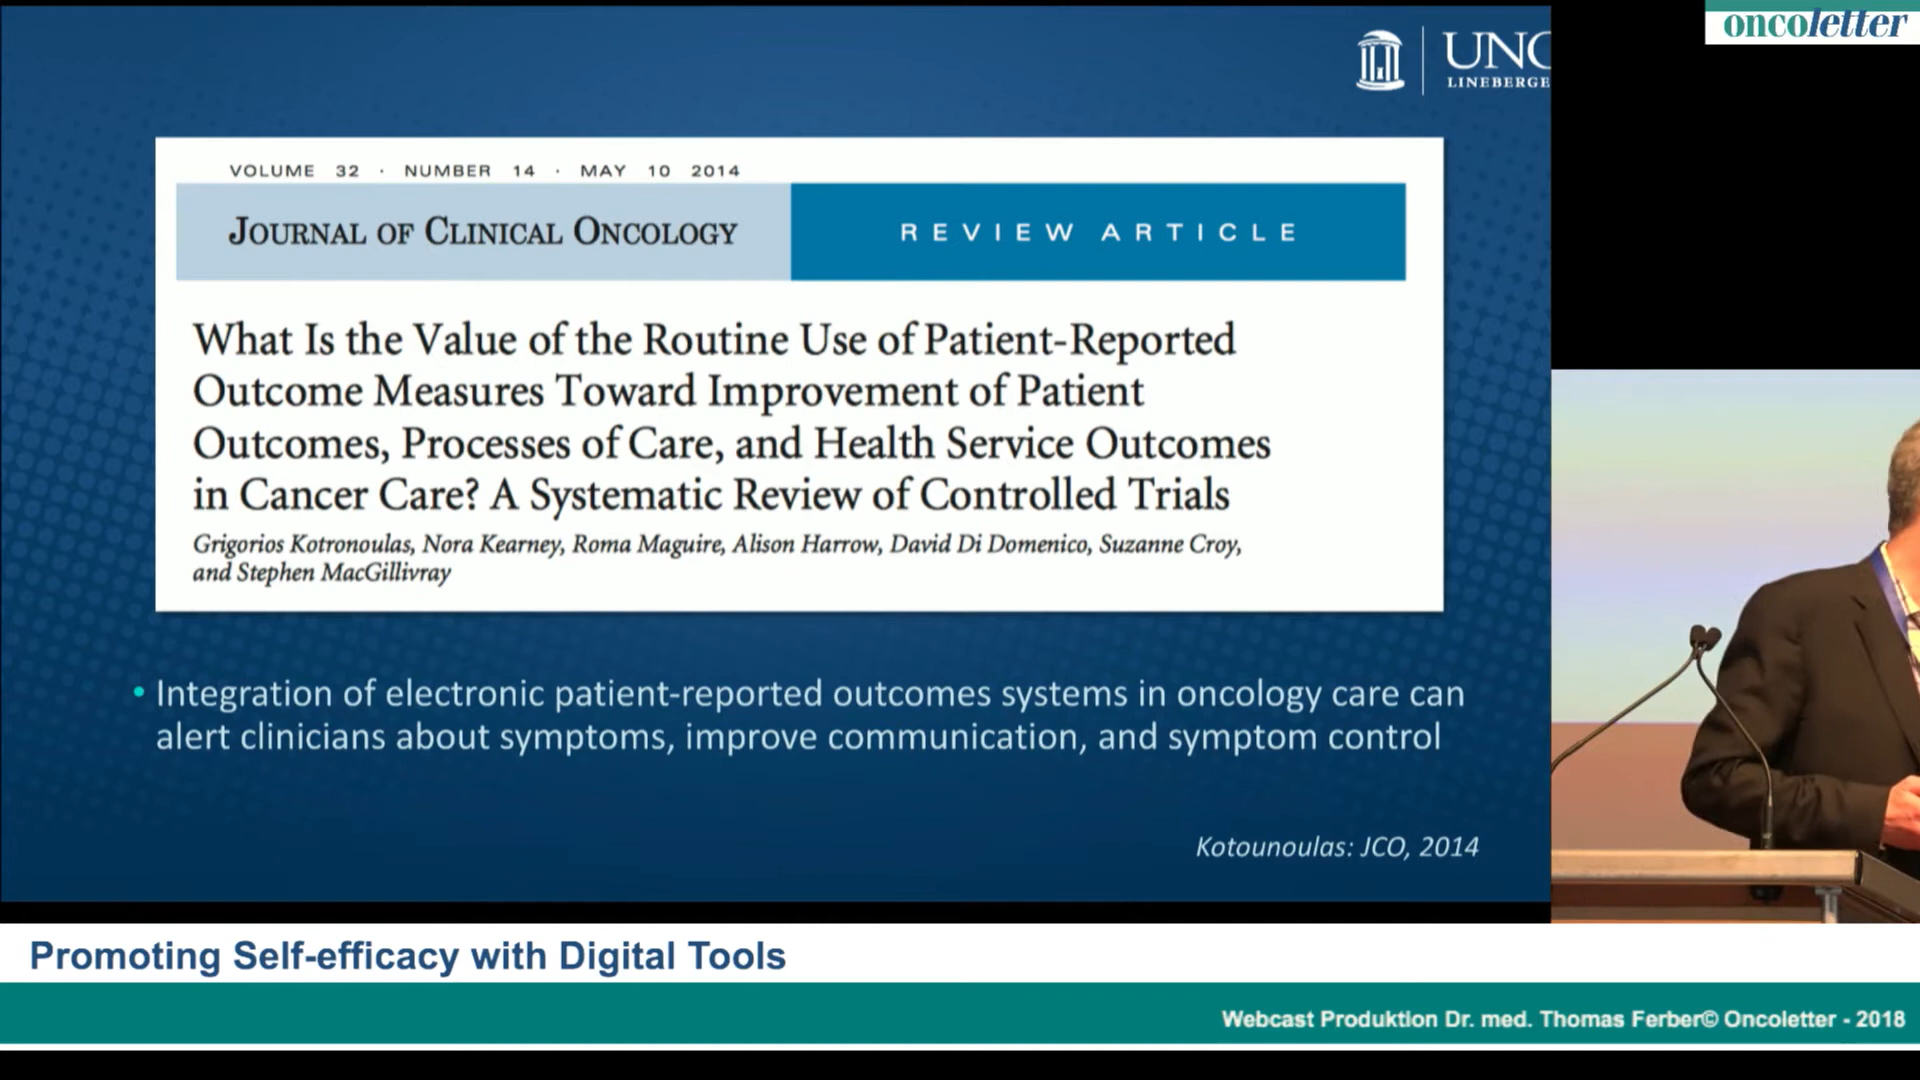 oncoletter
UNC
LINEBERGE
VOLUME 32 · NUMBER 14 · MAY 10 2014
JOURNAL OF CLINICAL ONCOLOGY
REVIEW ARTICLE
What Is the Value of the Routine Use of Patient-Reported
Outcome Measures Toward Improvement of Patient
Outcomes, Processes of Care, and Health Service Outcomes
in Cancer Care? A Systematic Review of Controlled Trials
Grigorios Kotronoulas, Nora Kearney, Roma Maguire, Alison Harrow, David Di Domenico, Suzanne Croy,
and Stephen MacGillivray
• Integration of electronic patient-reported outcomes systems in oncology care can
alert clinicians about symptoms, improve communication, and symptom control
Kotounoulas: JCO, 2014
Promoting Self-efficacy with Digital Tools
Webcast Produktion Dr. med. Thomas Ferber© Oncoletter - 2018